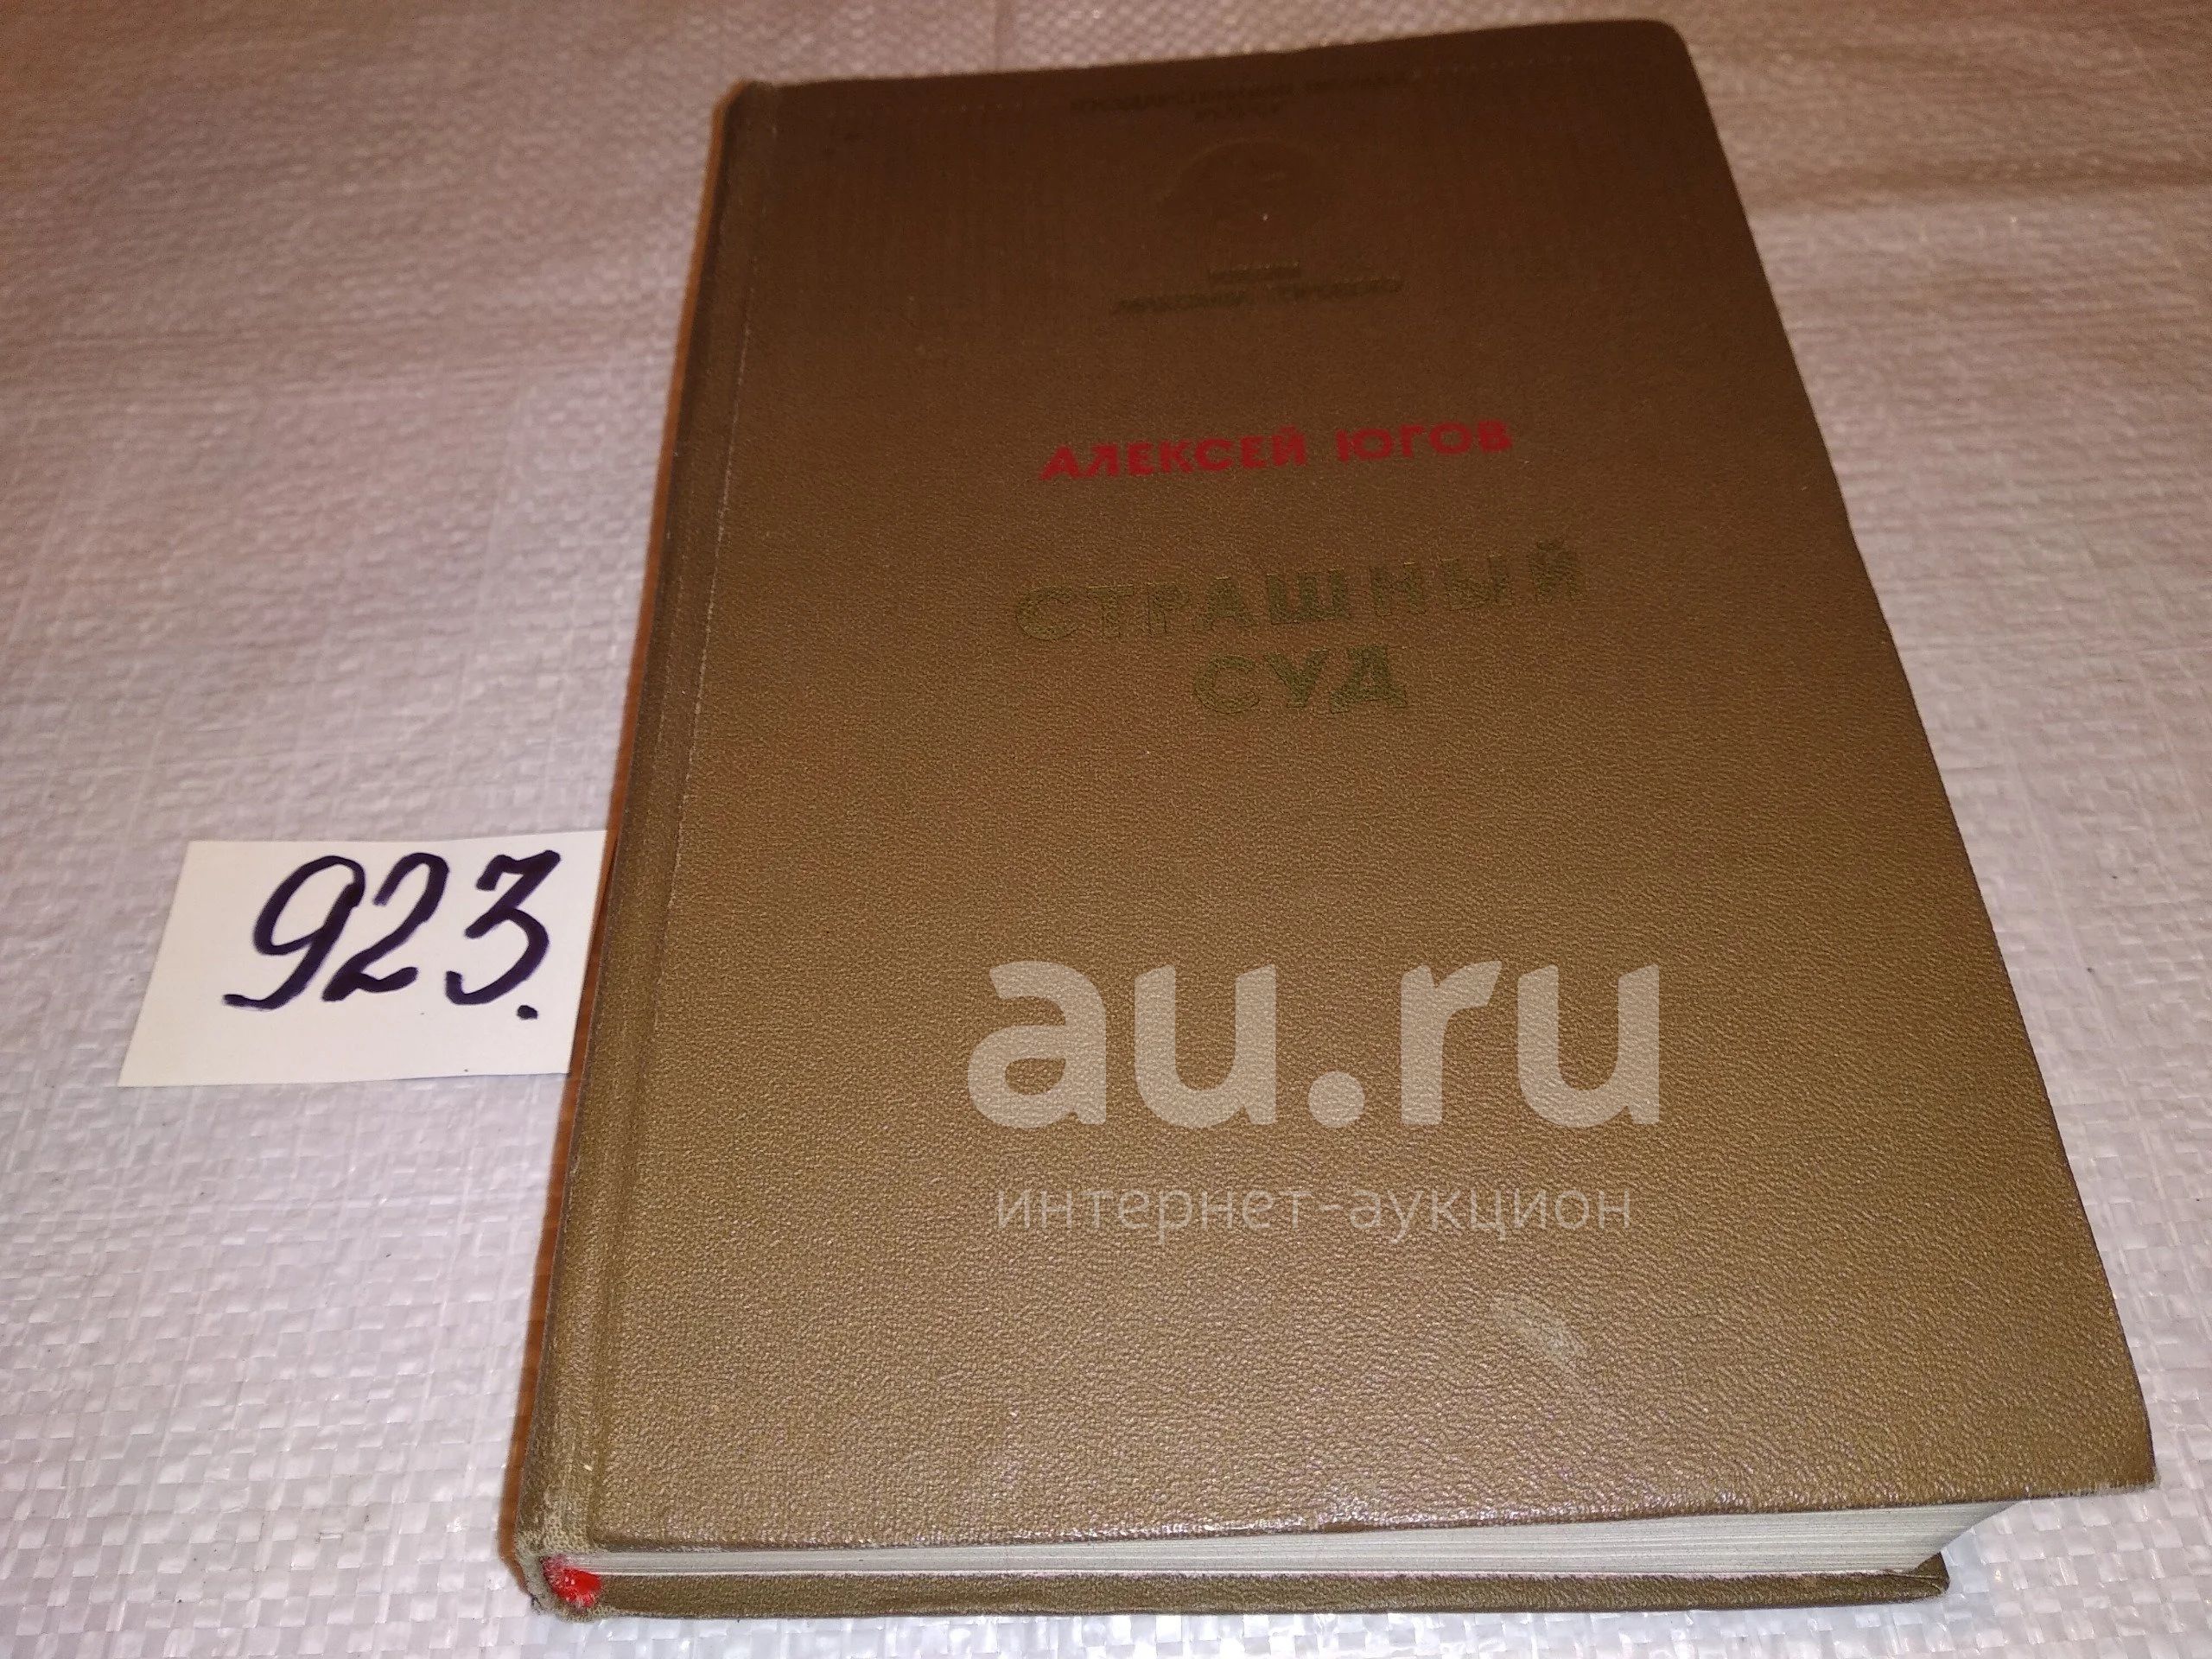 АЛЕКСЕЙ ЮГОВ
СТРАШНЫЙ
СУД
923.
au.ru
интернет-аукцион